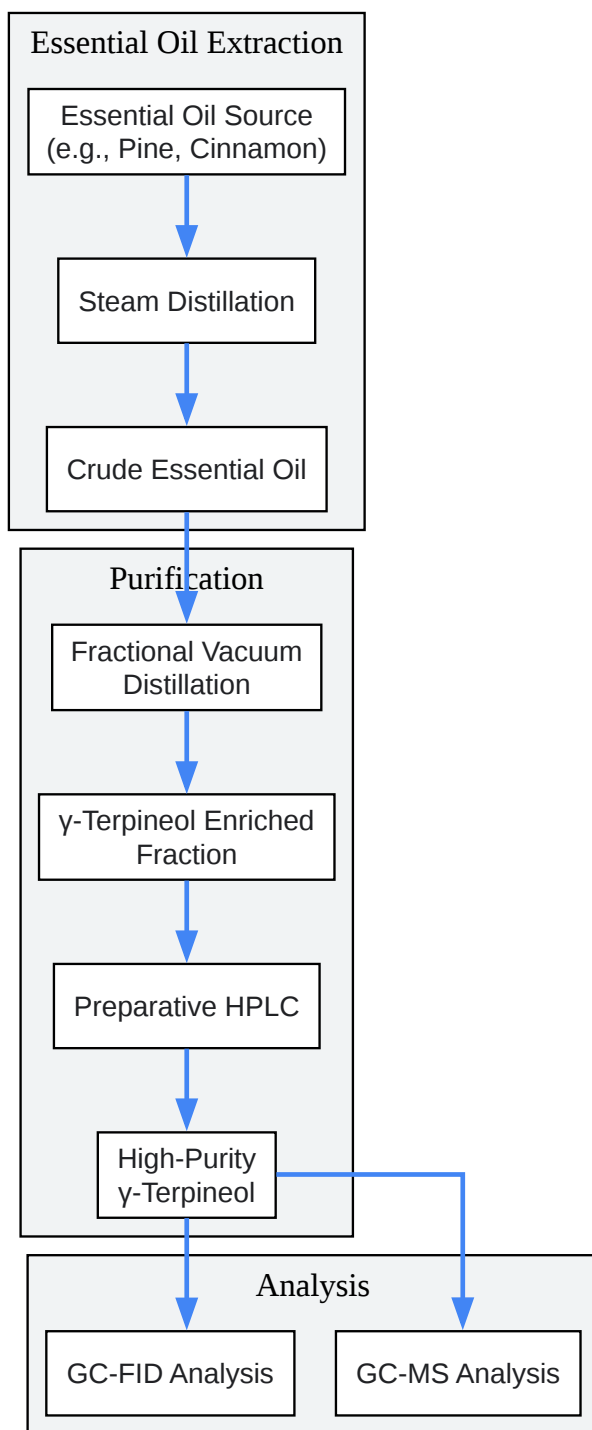 Essential Oil Extraction
Essential Oil Source
(e.g., Pine, Cinnamon)
Steam Distillation
Crude Essential Oil
Purification
Fractional Vacuum
Distillation
γ-Terpineol Enriched
Fraction
Preparative HPLC
High-Purity
γ-Terpineol
Analysis
GC-FID Analysis
GC-MS Analysis